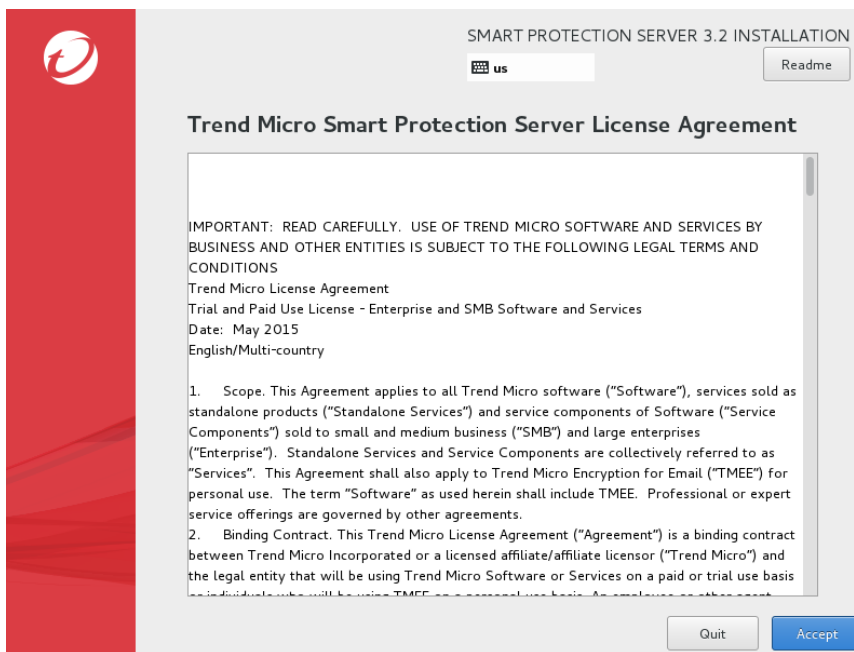 SMART PROTECTION SERVER 3.2 INSTALLATION
us
Readme
Trend Micro Smart Protection Server License Agreement
IMPORTANT: READ CAREFULLY. USE OF TREND MICRO SOFTWARE AND SERVICES BY
BUSINESS AND OTHER ENTITIES IS SUBJECT TO THE FOLLOWING LEGAL TERMS AND
CONDITIONS
Trend Micro License Agreement
Trial and Paid Use License - Enterprise and SMB Software and Services
Date: May 2015
English/Multi-country
1. Scope. This Agreement applies to all Trend Micro software ("Software"), services sold as
standalone products ("Standalone Services") and service components of Software ("Service
Components") sold to small and medium business ("SMB") and large enterprises
("Enterprise"). Standalone Services and Service Components are collectively referred to as
"Services". This Agreement shall also apply to Trend Micro Encryption for Email ("TMEE") for
personal use. The term "Software" as used herein shall include TMEE. Professional or expert
service offerings are governed by other agreements.
2. Binding Contract. This Trend Micro License Agreement ("Agreement") is a binding contract
between Trend Micro Incorporated or a licensed affiliate/affiliate licensor ("Trend Micro") and
the legal entity that will be using Trend Micro Software or Services on a paid or trial use basis
Quit
Accept